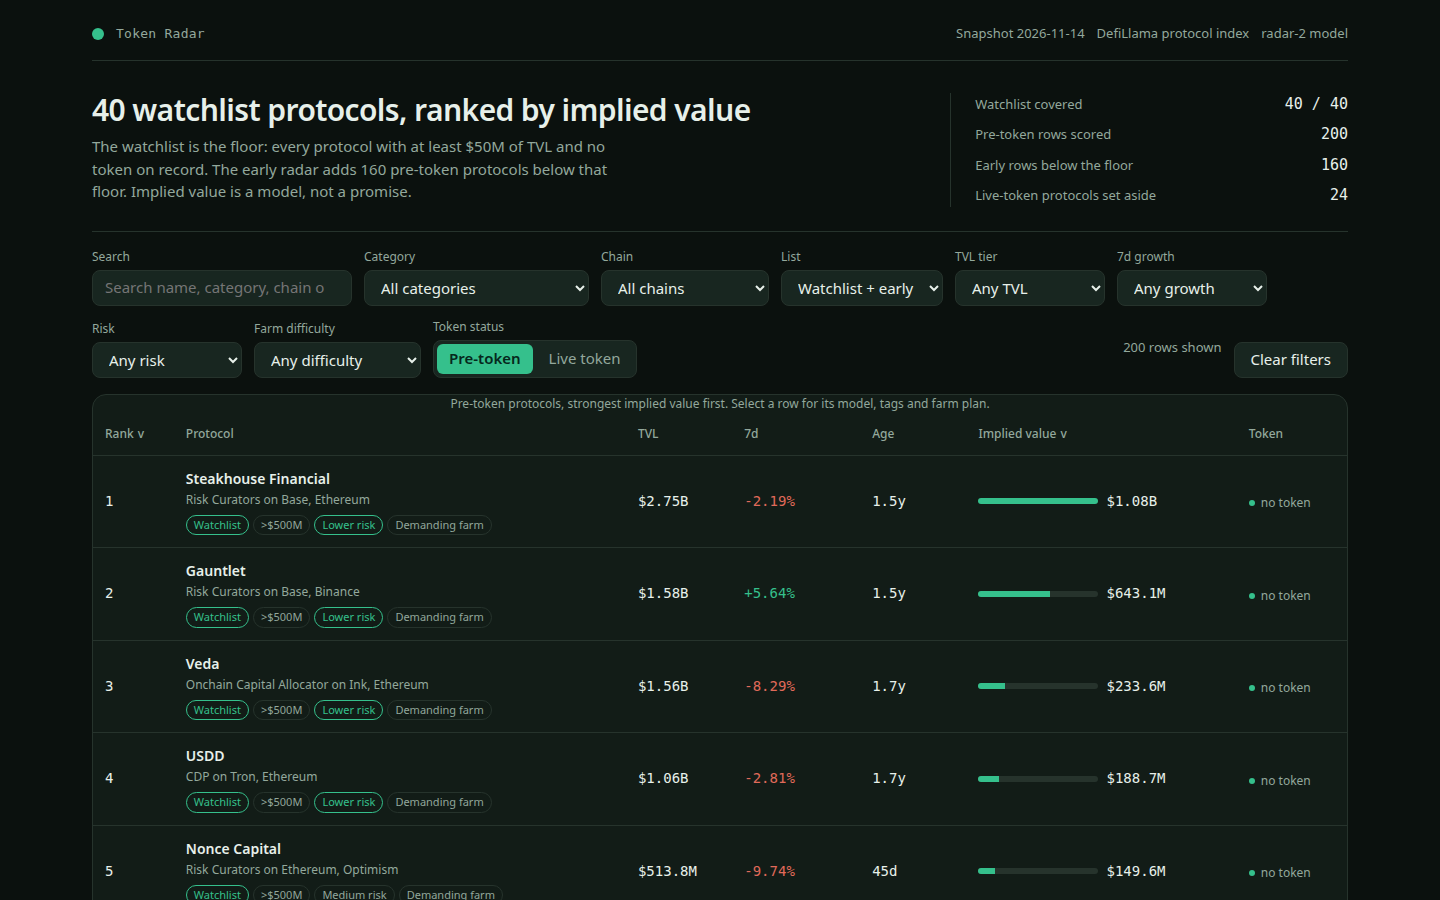 Token Radar
Snapshot 2026-11-14 DefiLlama protocol index radar-2 model
40 watchlist protocols, ranked by implied value
The watchlist is the floor: every protocol with at least $50M of TVL and no
token on record. The early radar adds 160 pre-token protocols below that
floor. Implied value is a model, not a promise.
Watchlist covered 40 / 40
Pre-token rows scored 200
Early rows below the floor 160
Live-token protocols set aside 24
Search Category Chain List TVL tier 7d growth
Search name, category, chain o All categories All chains Watchlist + early Any TVL Any growth
Risk Farm difficulty Token status
Any risk Any difficulty Pre-token Live token 200 rows shown Clear filters
Pre-token protocols, strongest implied value first. Select a row for its model, tags and farm plan.
Rank v Protocol TVL 7d Age Implied value v Token
Steakhouse Financial
Risk Curators on Base, Ethereum
1 $2.75B -2.19% 1.5y $1.08B no token
Watchlist >$500M Lower risk Demanding farm
Gauntlet
Risk Curators on Base, Binance
2 $1.58B +5.64% 1.5y $643.1M no token
Watchlist >$500M Lower risk Demanding farm
Veda
Onchain Capital Allocator on Ink, Ethereum
3 $1.56B -8.29% 1.7y $233.6M no token
Watchlist >$500M Lower risk Demanding farm
USDD
CDP on Tron, Ethereum
4 $1.06B -2.81% 1.7y $188.7M no token
Watchlist >$500M Lower risk Demanding farm
Nonce Capital
Risk Curators on Ethereum, Optimism
5 $513.8M -9.74% 45d $149.6M no token
Watchlist >$500M Medium risk Demanding farm